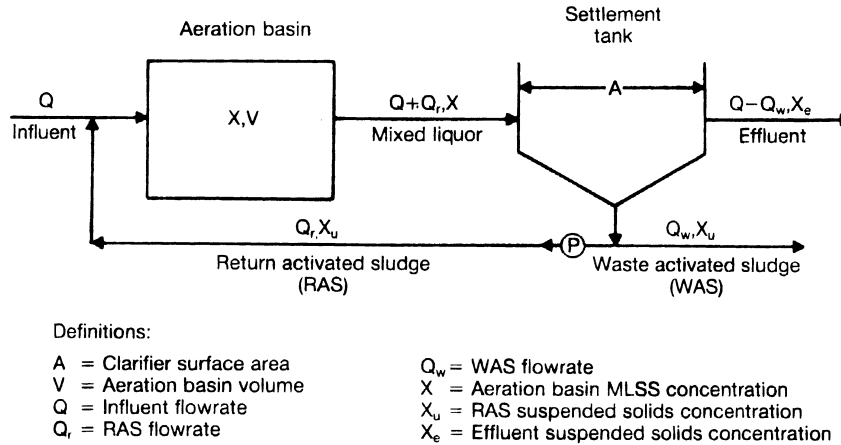 Settlement
tank
Aeration basin
Q
Influent
X,V
Q+Qr,X
Mixed liquor
A
Q–Qw,Xe
Effluent
Qr,Xu
P
Qw,Xu
Return activated sludge
(RAS)
Waste activated sludge
(WAS)
Definitions:
A = Clarifier surface area
V = Aeration basin volume
Q = Influent flowrate
Qr = RAS flowrate
Qw = WAS flowrate
X = Aeration basin MLSS concentration
Xu = RAS suspended solids concentration
Xe = Effluent suspended solids concentration